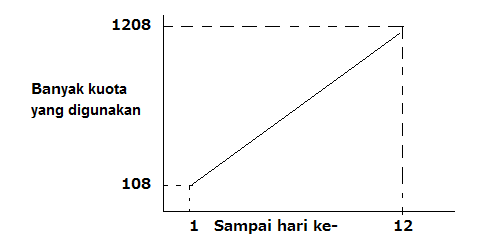 1208
Banyak kuota
yang digunakan
108
1 Sampai hari ke- 12